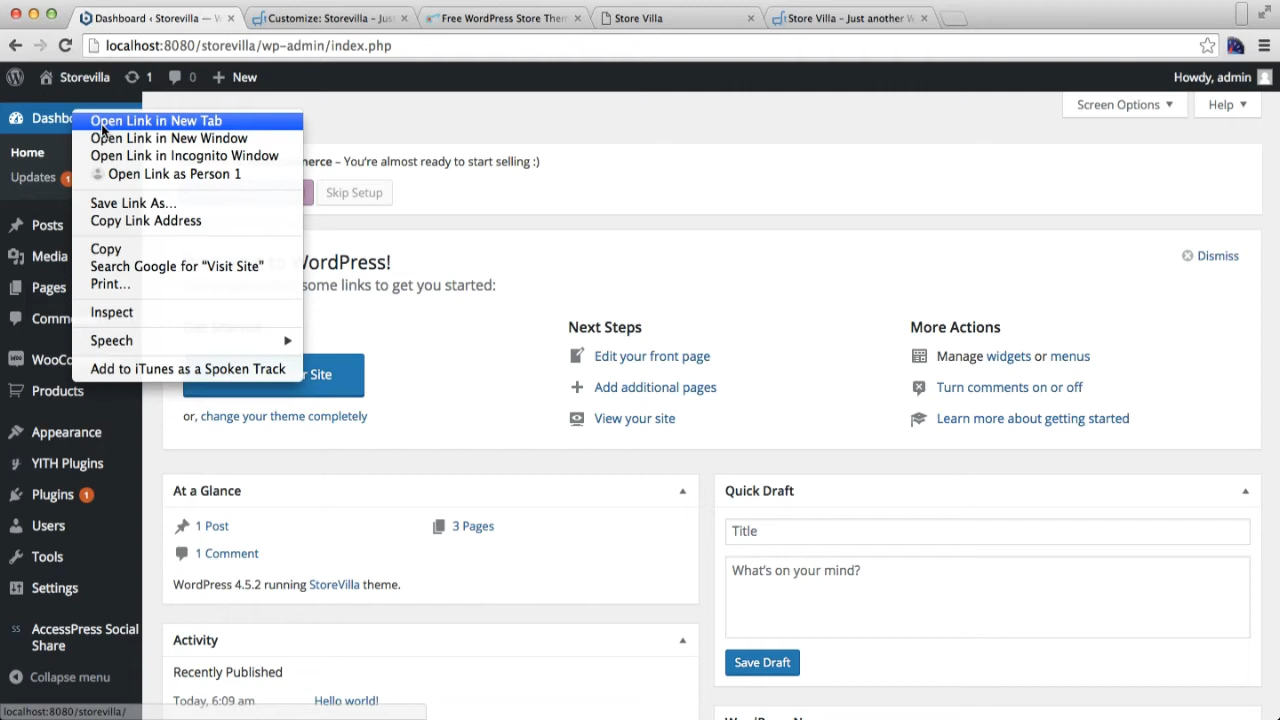 Dashboard ‹ Storevilla — W
Customize: Storevilla – Jus
Free WordPress Store Them
Store Villa
Store Villa – Just another W
localhost:8080/storevilla/wp-admin/index.php
Storevilla
1
0
New
Howdy, admin
Screen Options
Help
Dashbo
Home
Updates
1
Posts
Media
Pages
Comm
WooCo
Products
Appearance
YITH Plugins
Plugins
1
Users
Tools
Settings
SS
AccessPress Social
Share
Collapse menu
Open Link in New Tab
Open Link in New Window
Open Link in Incognito Window
Open Link as Person 1
Save Link As...
Copy Link Address
Copy
Search Google for “Visit Site”
Print...
Inspect
Speech
Add to iTunes as a Spoken Track
merce – You're almost ready to start selling :)
Skip Setup
WordPress!
some links to get you started:
Dismiss
Site
or, change your theme completely
Next Steps
Edit your front page
Add additional pages
View your site
More Actions
Manage widgets or menus
Turn comments on or off
Learn more about getting started
At a Glance
1 Post
3 Pages
1 Comment
WordPress 4.5.2 running StoreVilla theme.
Activity
Recently Published
Today, 6:09 am
Hello world!
Quick Draft
Title
What's on your mind?
Save Draft
localhost:8080/storevilla/